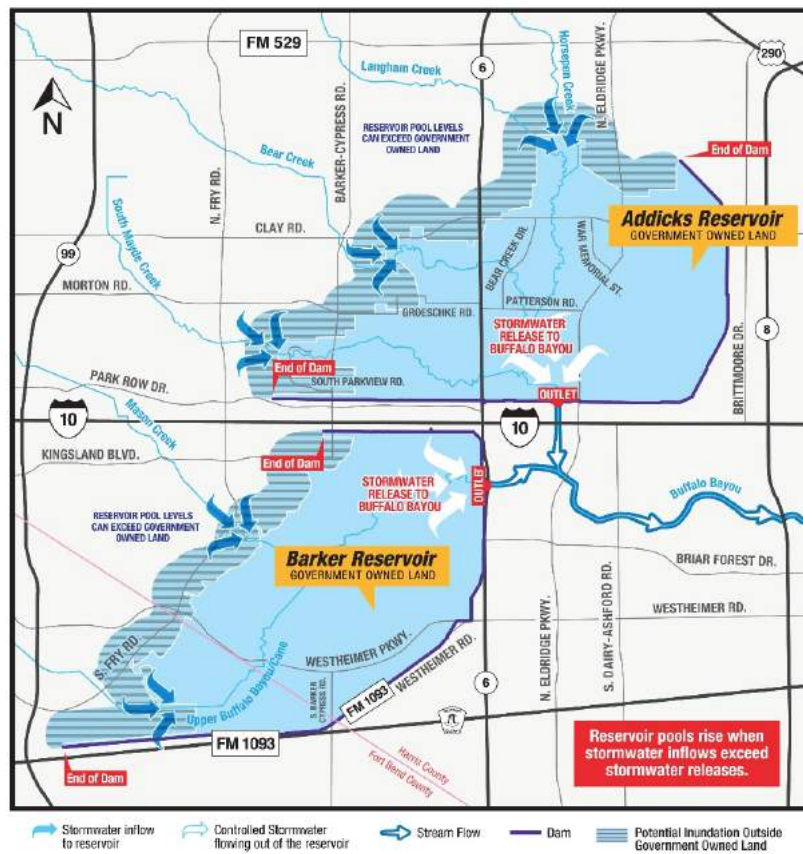 FM 529
6
290
Horsepen Creek
N. ELDRIDGE PKWY.
Langham Creek
N
BARKER-CYPRESS RD.
RESERVOIR POOL LEVELS
CAN EXCEED GOVERNMENT
OWNED LAND
End of Dam
Bear Creek
N. FRY RD.
South Mayde Creek
CLAY RD.
Addicks Reservoir
GOVERNMENT OWNED LAND
99
BEAR CREEK DR.
WAR MEMORIAL ST.
MORTON RD.
GROESCHKE RD.
PATTERSON RD.
8
STORMWATER
RELEASE TO
BUFFALO BAYOU
BRITTMOORE DR.
End of Dam
PARK ROW DR.
SOUTH PARKVIEW RD.
OUTLET
10
Mason Creek
10
KINGSLAND BLVD.
End of Dam
STORMWATER
RELEASE TO
BUFFALO BAYOU
OUTLET
Buffalo Bayou
RESERVOIR POOL LEVELS
CAN EXCEED GOVERNMENT
OWNED LAND
Barker Reservoir
GOVERNMENT OWNED LAND
BRIAR FOREST DR.
WESTHEIMER RD.
S. FRY RD.
WESTHEIMER PKWY.
WESTHEIMER RD.
N. ELDRIDGE PKWY.
S. DAIRY-ASHFORD RD.
Upper Buffalo Bayou/Cane
S. BARKER
CYPRESS RD.
FM 1093
6
FM 1093
Harris County
Fort Bend County
End of Dam
Reservoir pools rise when
stormwater inflows exceed
stormwater releases.
Stormwater inflow
to reservoir
Controlled Stormwater
flowing out of the reservoir
Stream Flow
Dam
Potential Inundation Outside
Government Owned Land